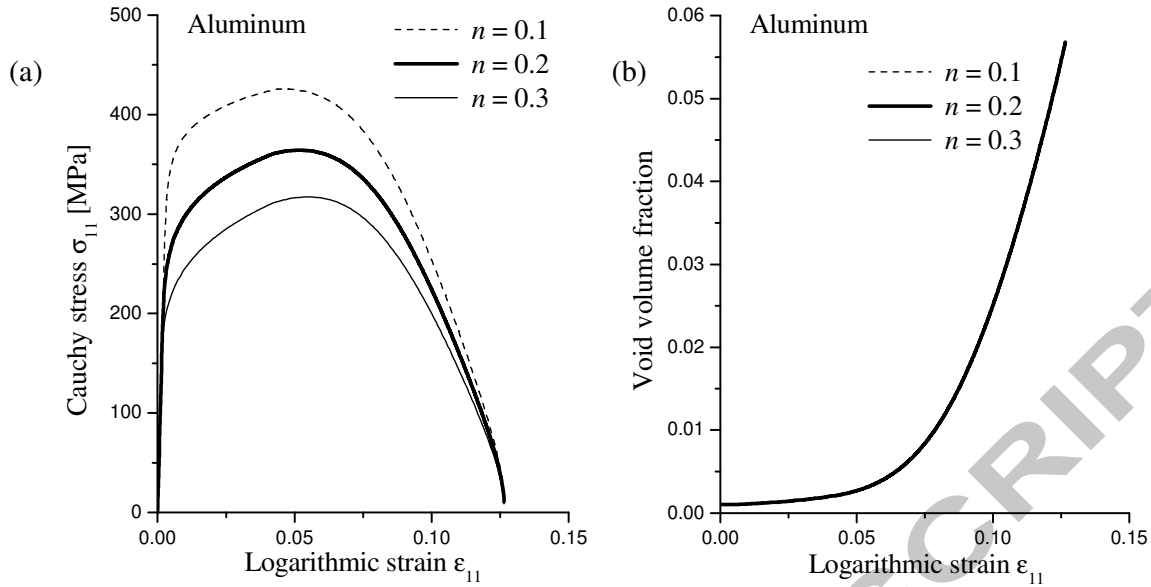 (a)
Aluminum
n = 0.1
n = 0.2
n = 0.3
500
400
300
200
100
0
0.00
0.05
0.10
0.15
Cauchy stress σ11 [MPa]
Logarithmic strain ε11
(b)
Aluminum
n = 0.1
n = 0.2
n = 0.3
0.06
0.05
0.04
0.03
0.02
0.01
0.00
0.00
0.05
0.10
0.15
Void volume fraction
Logarithmic strain ε11
CRIPT